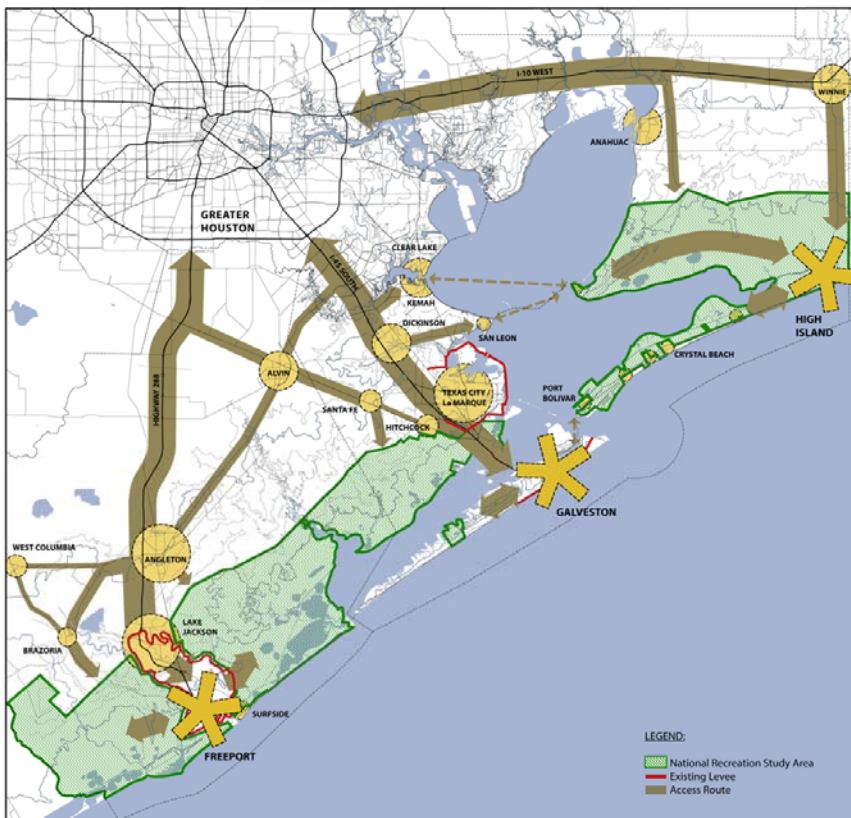 I-10 WEST
WINNIE
ANAHUAC
GREATER
HOUSTON
CLEAR LAKE
I-45 SOUTH
KEMAH
DICKINSON
SAN LEON
HIGH
ISLAND
CRYSTAL BEACH
ALVIN
TEXAS CITY /
La MARQUE
PORT
BOLIVAR
SANTA FE
HITCHCOCK
HIGHWAY 288
GALVESTON
WEST COLUMBIA
ANGLETON
LAKE
JACKSON
BRAZORIA
SURFSIDE
FREEPORT
LEGEND:
National Recreation Study Area
Existing Levee
Access Route